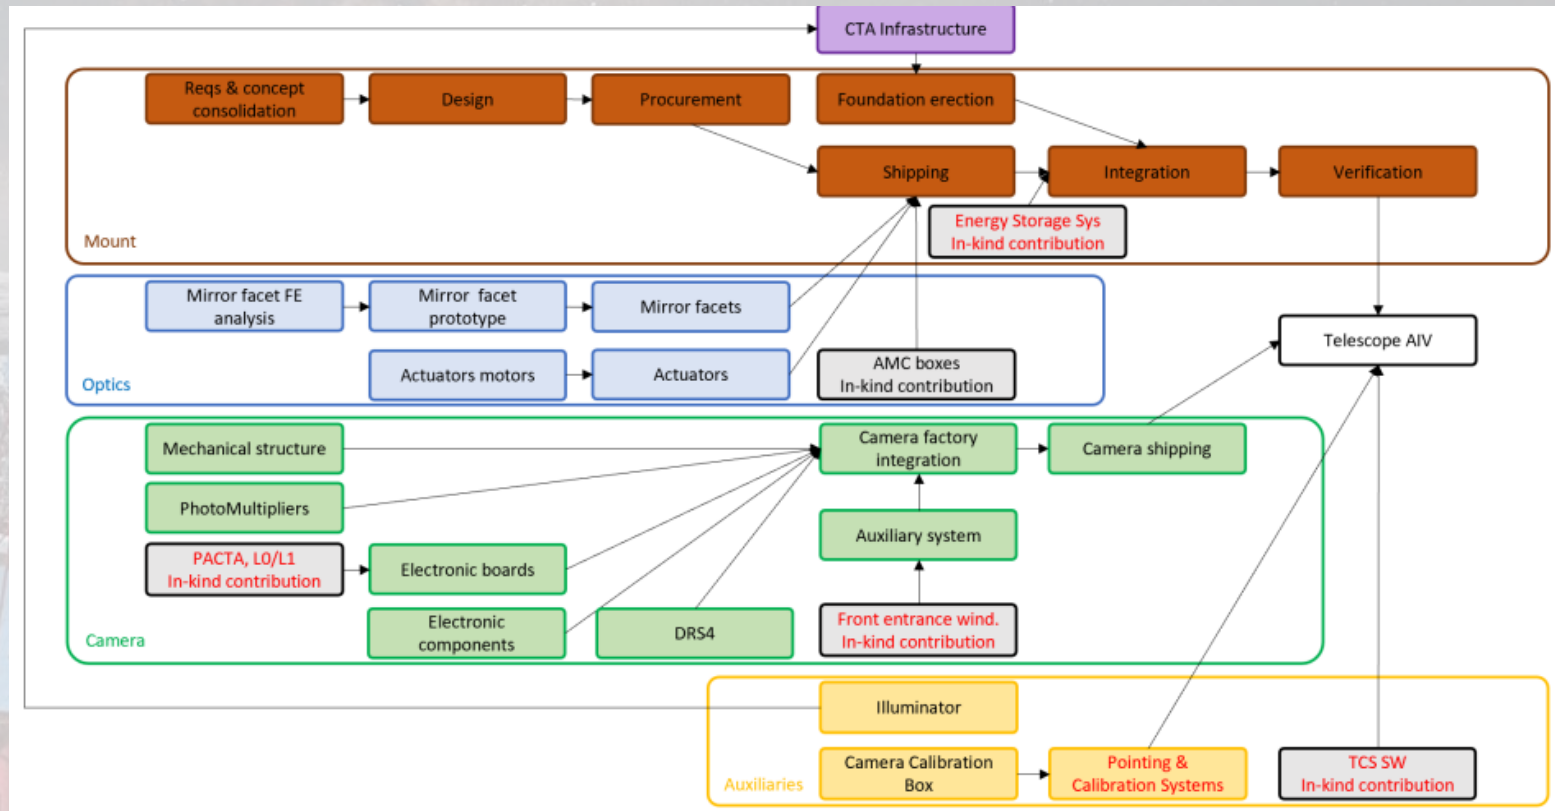 CTA Infrastructure
Reqs & concept
consolidation
Design
Procurement
Foundation erection
Shipping
Integration
Verification
Energy Storage Sys
In-kind contribution
Mount
Mirror facet FE
analysis
Mirror facet
prototype
Mirror facets
Telescope AIV
Actuators motors
Actuators
AMC boxes
In-kind contribution
Optics
Mechanical structure
Camera factory
integration
Camera shipping
PhotoMultipliers
Auxiliary system
PACTA, L0/L1
In-kind contribution
Electronic boards
Electronic
components
DRS4
Front entrance wind.
In-kind contribution
Camera
Illuminator
Camera Calibration
Box
Pointing &
Calibration Systems
TCS SW
In-kind contribution
Auxiliaries